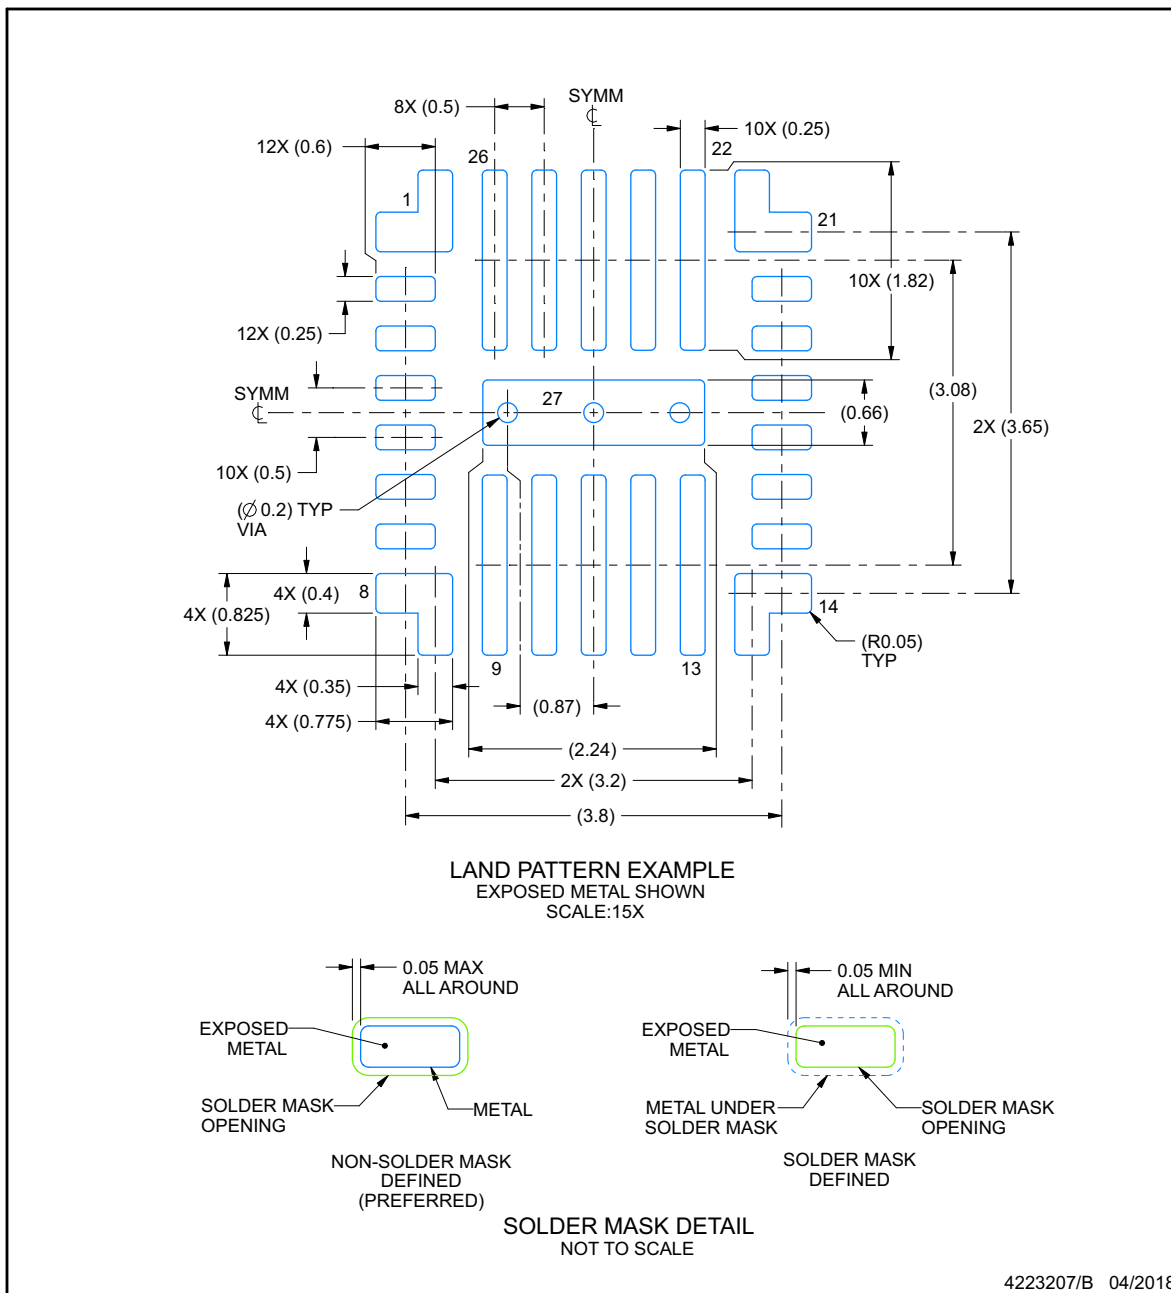 SYMM
℄
8X (0.5)
10X (0.25)
12X (0.6)
26
22
1
21
10X (1.82)
12X (0.25)
SYMM
℄
27
(0.66)
(3.08)
2X (3.65)
10X (0.5)
(∅ 0.2) TYP
VIA
8
4X (0.4)
4X (0.825)
14
(R0.05)
TYP
9
13
4X (0.35)
(0.87)
4X (0.775)
(2.24)
2X (3.2)
(3.8)
LAND PATTERN EXAMPLE
EXPOSED METAL SHOWN
SCALE:15X
0.05 MAX
ALL AROUND
EXPOSED
METAL
SOLDER MASK
OPENING
METAL
NON-SOLDER MASK
DEFINED
(PREFERRED)
0.05 MIN
ALL AROUND
EXPOSED
METAL
METAL UNDER
SOLDER MASK
SOLDER MASK
OPENING
SOLDER MASK
DEFINED
SOLDER MASK DETAIL
NOT TO SCALE
4223207/B 04/2018